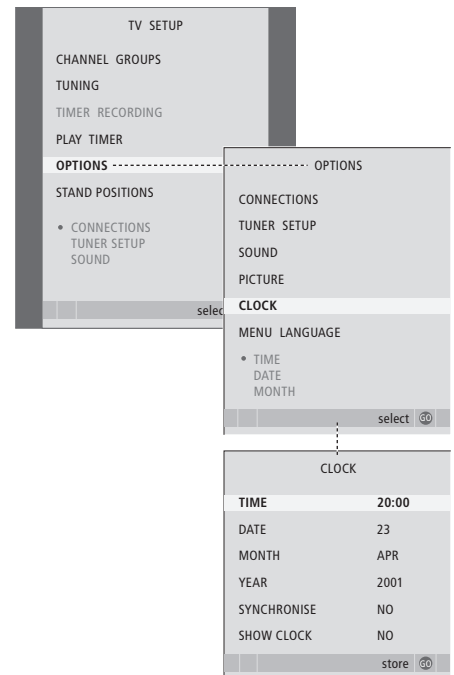 TV SETUP
CHANNEL GROUPS
TUNING
TIMER RECORDING
PLAY TIMER
OPTIONS
STAND POSITIONS
• CONNECTIONS
TUNER SETUP
SOUND
selec
OPTIONS
CONNECTIONS
TUNER SETUP
SOUND
PICTURE
CLOCK
MENU LANGUAGE
• TIME
DATE
MONTH
select GO
CLOCK
TIME 20:00
DATE 23
MONTH APR
YEAR 2001
SYNCHRONISE NO
SHOW CLOCK NO
store GO